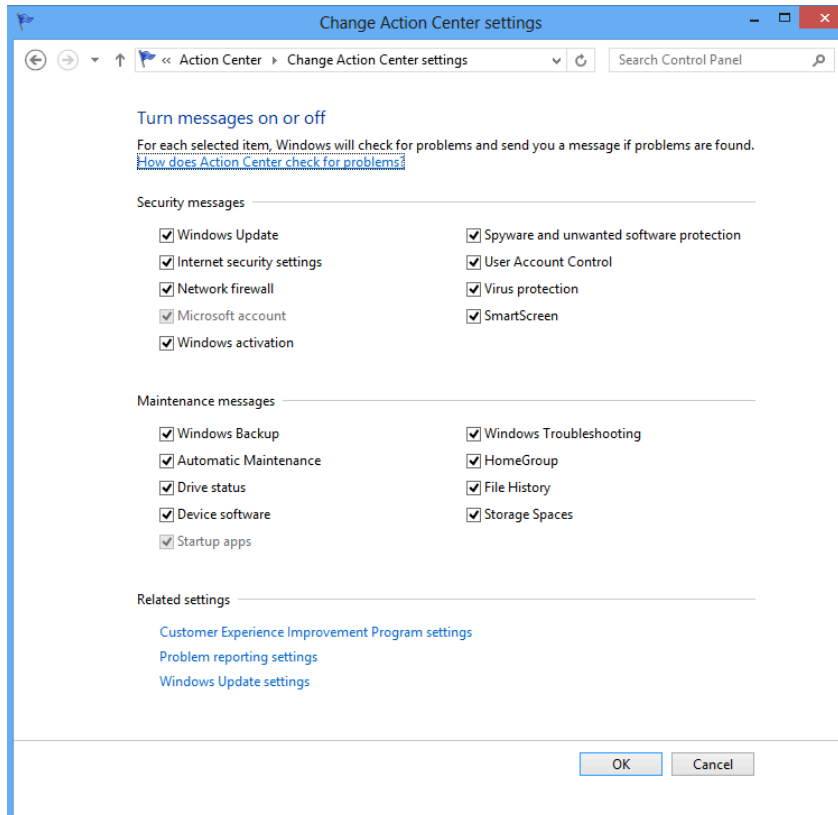 Change Action Center settings
« Action Center ▸ Change Action Center settings
Search Control Panel
Turn messages on or off
For each selected item, Windows will check for problems and send you a message if problems are found.
How does Action Center check for problems?
Security messages
Windows Update
Spyware and unwanted software protection
Internet security settings
User Account Control
Network firewall
Virus protection
Microsoft account
SmartScreen
Windows activation
Maintenance messages
Windows Backup
Windows Troubleshooting
Automatic Maintenance
HomeGroup
Drive status
File History
Device software
Storage Spaces
Startup apps
Related settings
Customer Experience Improvement Program settings
Problem reporting settings
Windows Update settings
OK
Cancel